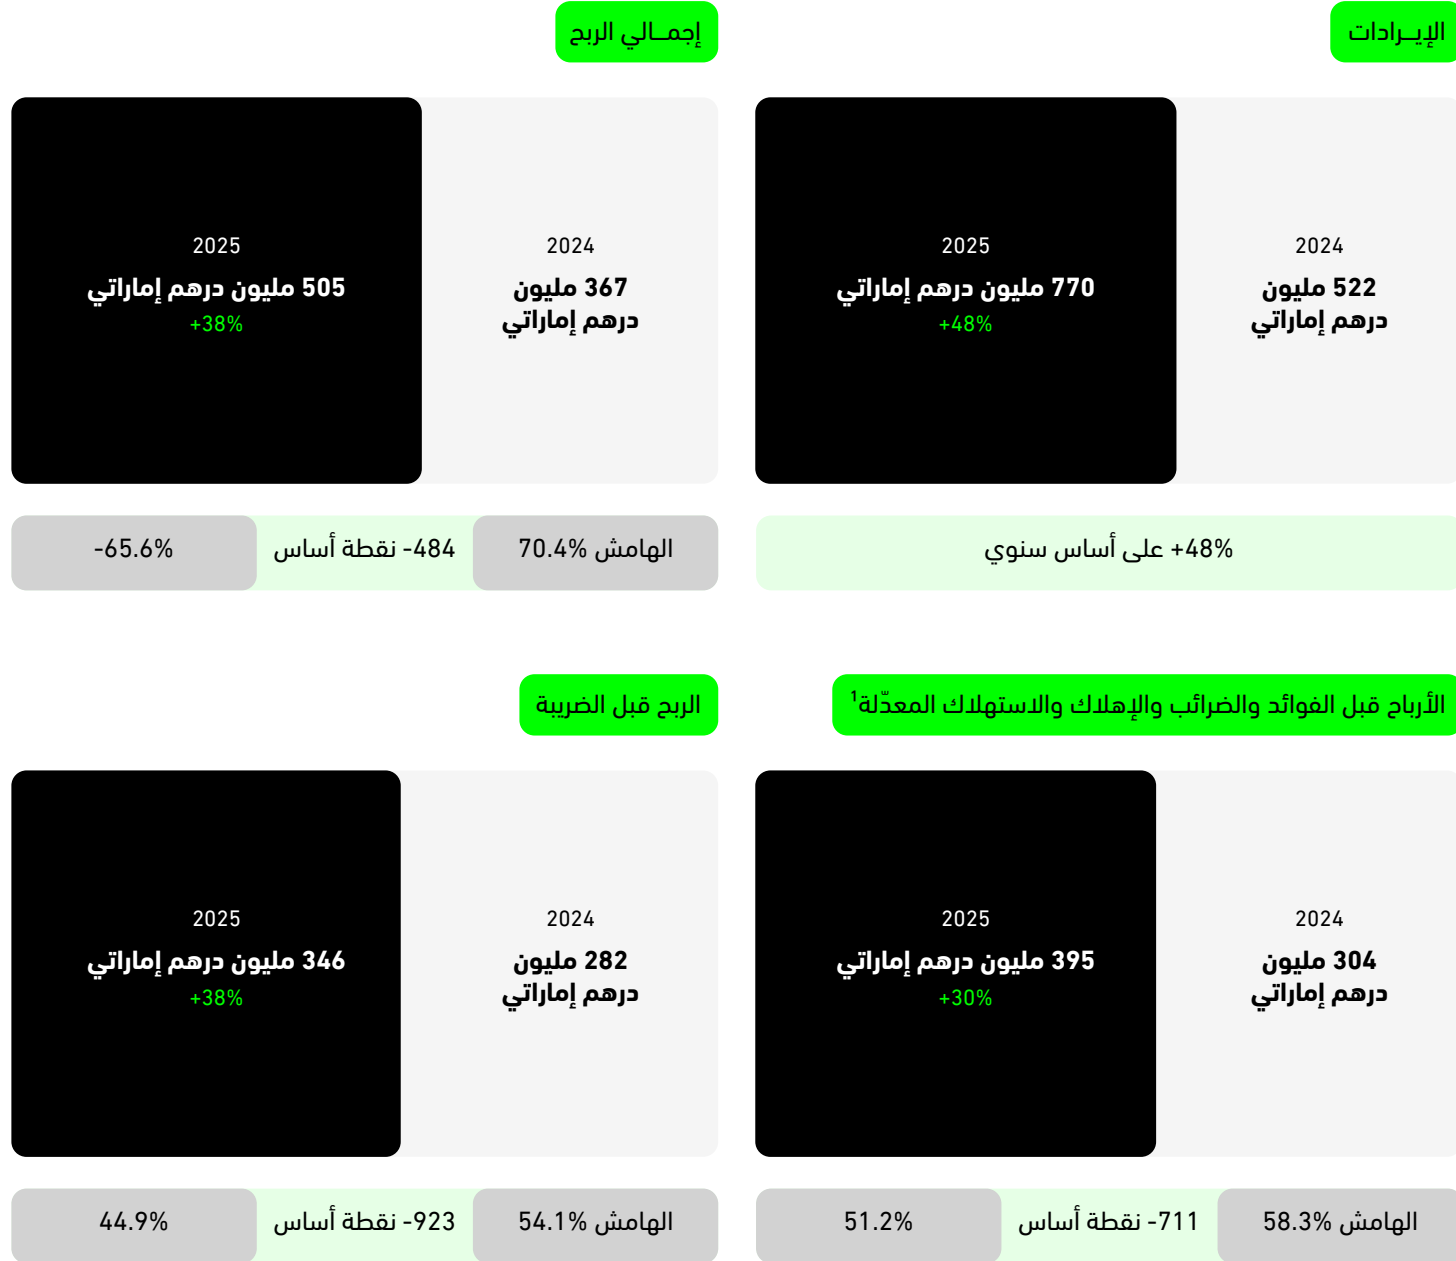 الإيــرادات
2024
522 مليون
درهم إماراتي
2025
770 مليون درهم إماراتي
+48%
+48% على أساس سنوي
إجمــالي الربح
2024
367 مليون
درهم إماراتي
2025
505 مليون درهم إماراتي
+38%
الهامش 70.4%
-484 نقطة أساس
-65.6%
الأرباح قبل الفوائد والضرائب والإهلاك والاستهلاك المعدّلة¹
2024
304 مليون
درهم إماراتي
2025
395 مليون درهم إماراتي
+30%
الهامش 58.3%
-711 نقطة أساس
51.2%
الربح قبل الضريبة
2024
282 مليون
درهم إماراتي
2025
346 مليون درهم إماراتي
+38%
الهامش 54.1%
-923 نقطة أساس
44.9%